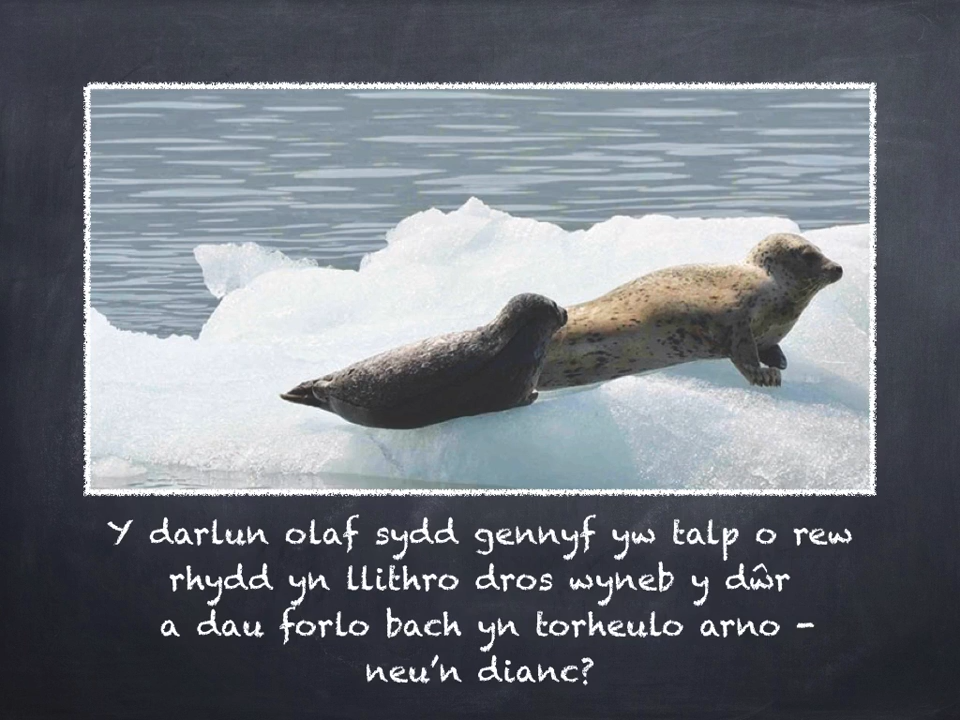 Y darlun olaf sydd gennyf yw talp o rew
rhydd yn llithro dros wyneb y dŵr
a dau forlo bach yn torheulo arno -
neu'n dianc?